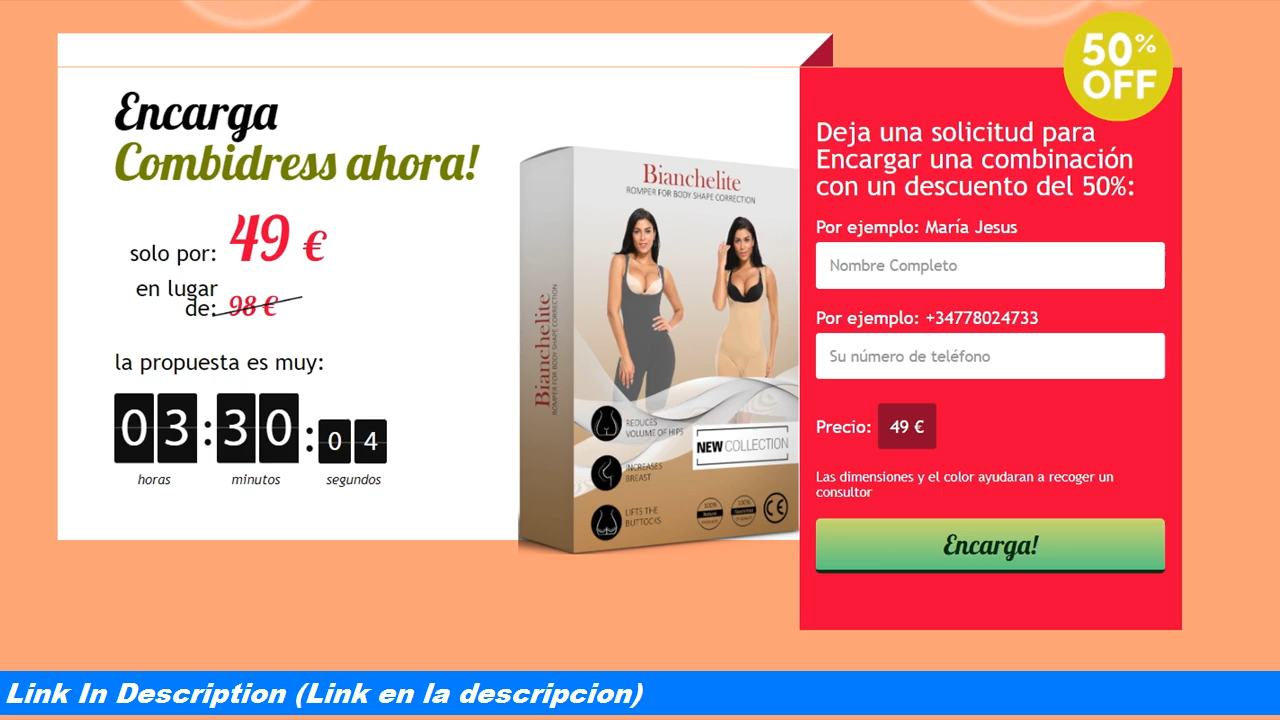 50%
OFF
Encarga
Combidress ahora!
solo por: 49 €
en lugar
de: 98 €
la propuesta es muy:
03:30:04
horas minutos segundos
Bianchelite
ROMPER FOR BODY SHAPE CORRECTION
Bianchelite
ROMPER FOR BODY SHAPE CORRECTION
REDUCES
VOLUME OF HIPS
NEW COLLECTION
INCREASES
BREAST
LIFTS THE
BUTTOCKS
100%
100%
CE
Deja una solicitud para
Encargar una combinación
con un descuento del 50%:
Por ejemplo: María Jesus
Nombre Completo
Por ejemplo: +34778024733
Su número de teléfono
Precio: 49 €
Las dimensiones y el color ayudaran a recoger un
consultor
Encarga!
Link In Description (Link en la descripcion)